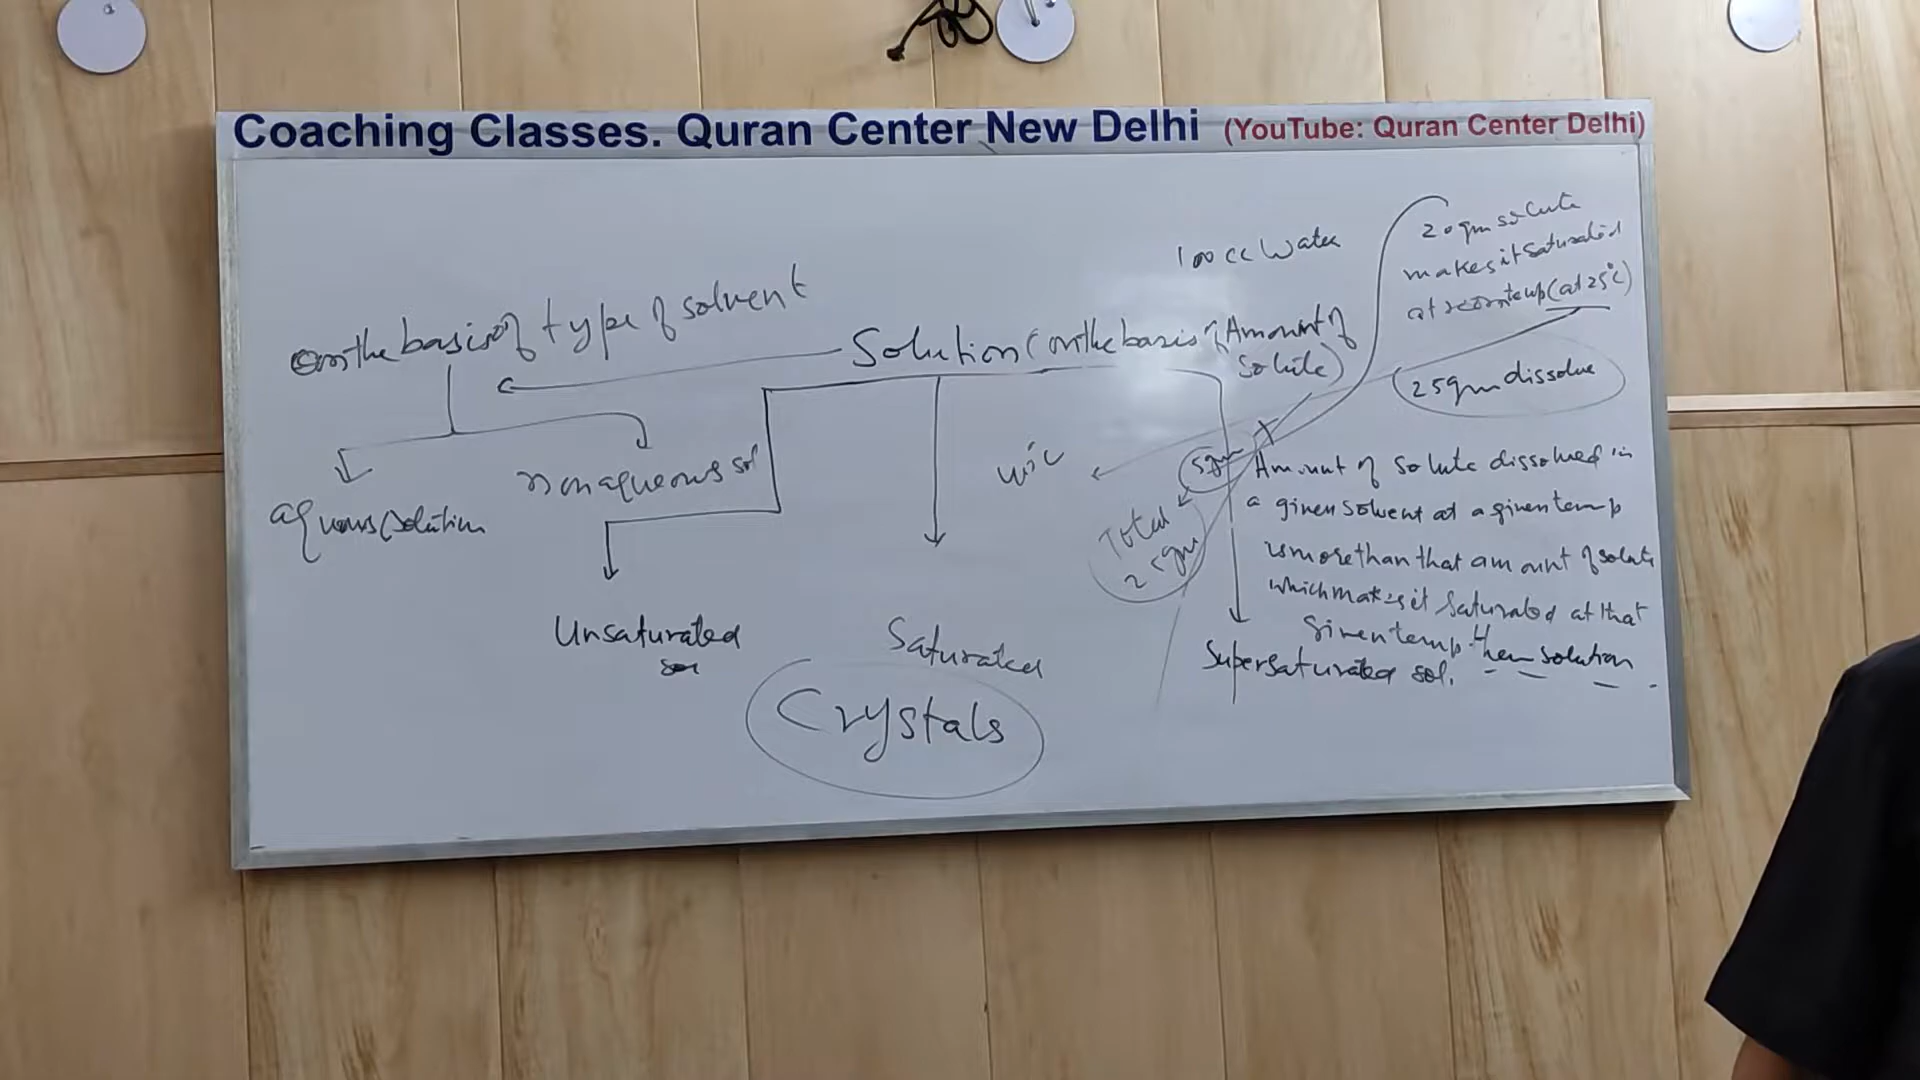 Coaching Classes. Quran Center New Delhi (YouTube: Quran Center Delhi)
on the basis of type of solvent
aqueous solution
non aqueous sol
Solution (on the basis of Amount of
Solute)
Unsaturated
sol
Saturated
Crystals
Supersaturated sol.
100 cc Water
20 gm solute
makes it saturated
at room temp (at 25°C)
25 gm dissolve
5 gm
Total
25 gm
Amount of solute dissolved in
a given solvent at a given temp
is more than that amount of solute
which makes it saturated at that
given temp. then solution